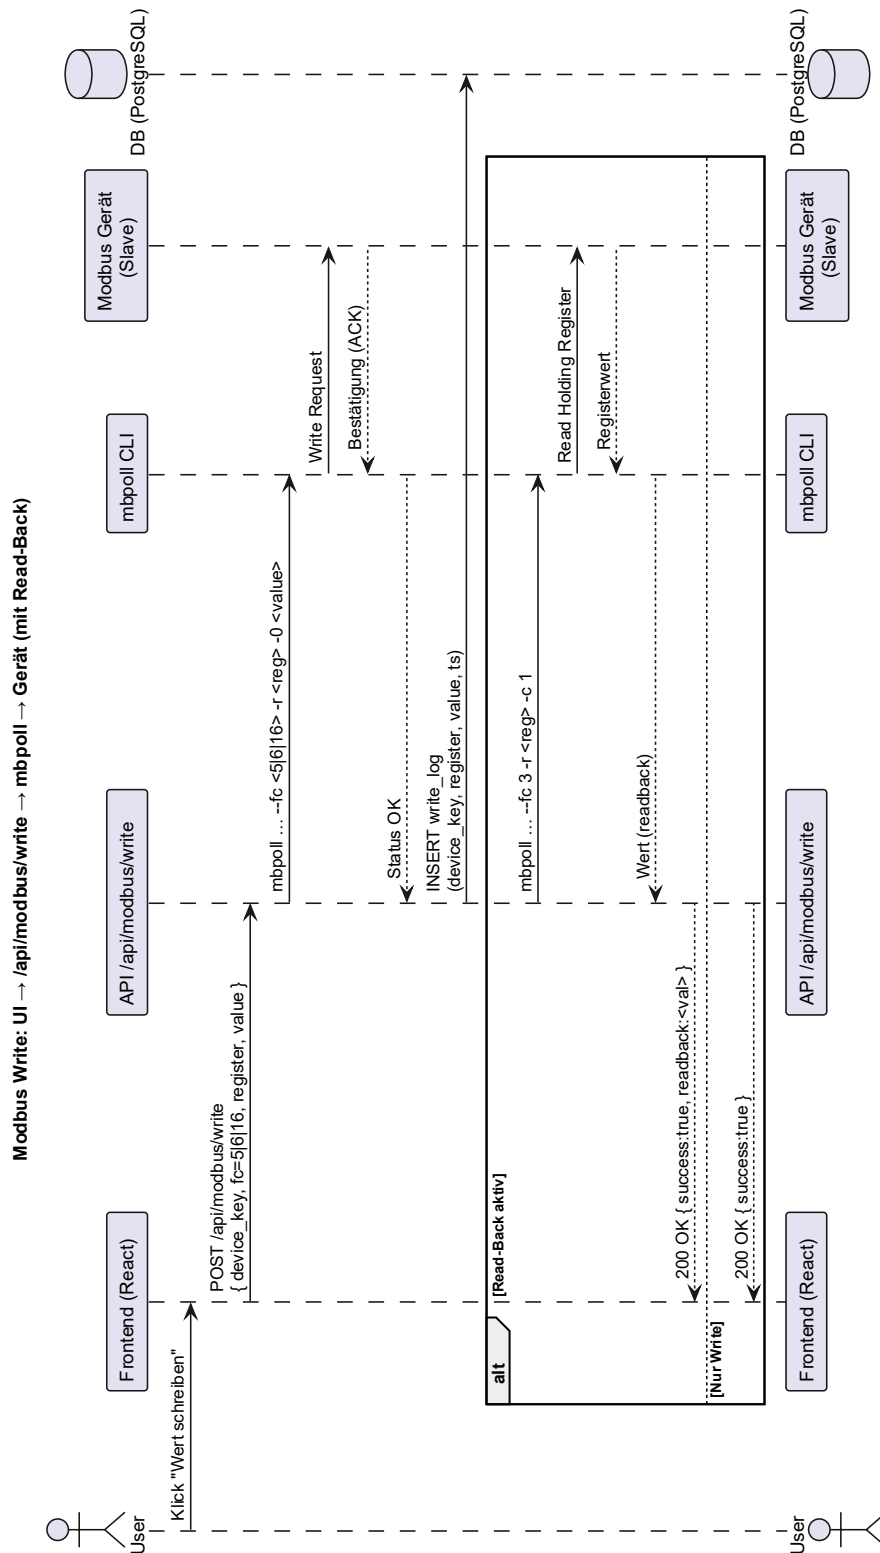 Modbus Write: UI → /api/modbus/write → mbpoll → Gerät (mit Read-Back)
User
Frontend (React)
API /api/modbus/write
mbpoll CLI
Modbus Gerät
(Slave)
DB (PostgreSQL)
Klick "Wert schreiben"
POST /api/modbus/write
{ device_key, fc=5|6|16, register, value }
mbpoll ... --fc <5|6|16> -r <reg> -0 <value>
Write Request
Bestätigung (ACK)
Status OK
INSERT write_log
(device_key, register, value, ts)
alt
[Read-Back aktiv]
mbpoll ... --fc 3 -r <reg> -c 1
Read Holding Register
Registerwert
Wert (readback)
200 OK { success:true, readback:<val> }
[Nur Write]
200 OK { success:true }
User
Frontend (React)
API /api/modbus/write
mbpoll CLI
Modbus Gerät
(Slave)
DB (PostgreSQL)